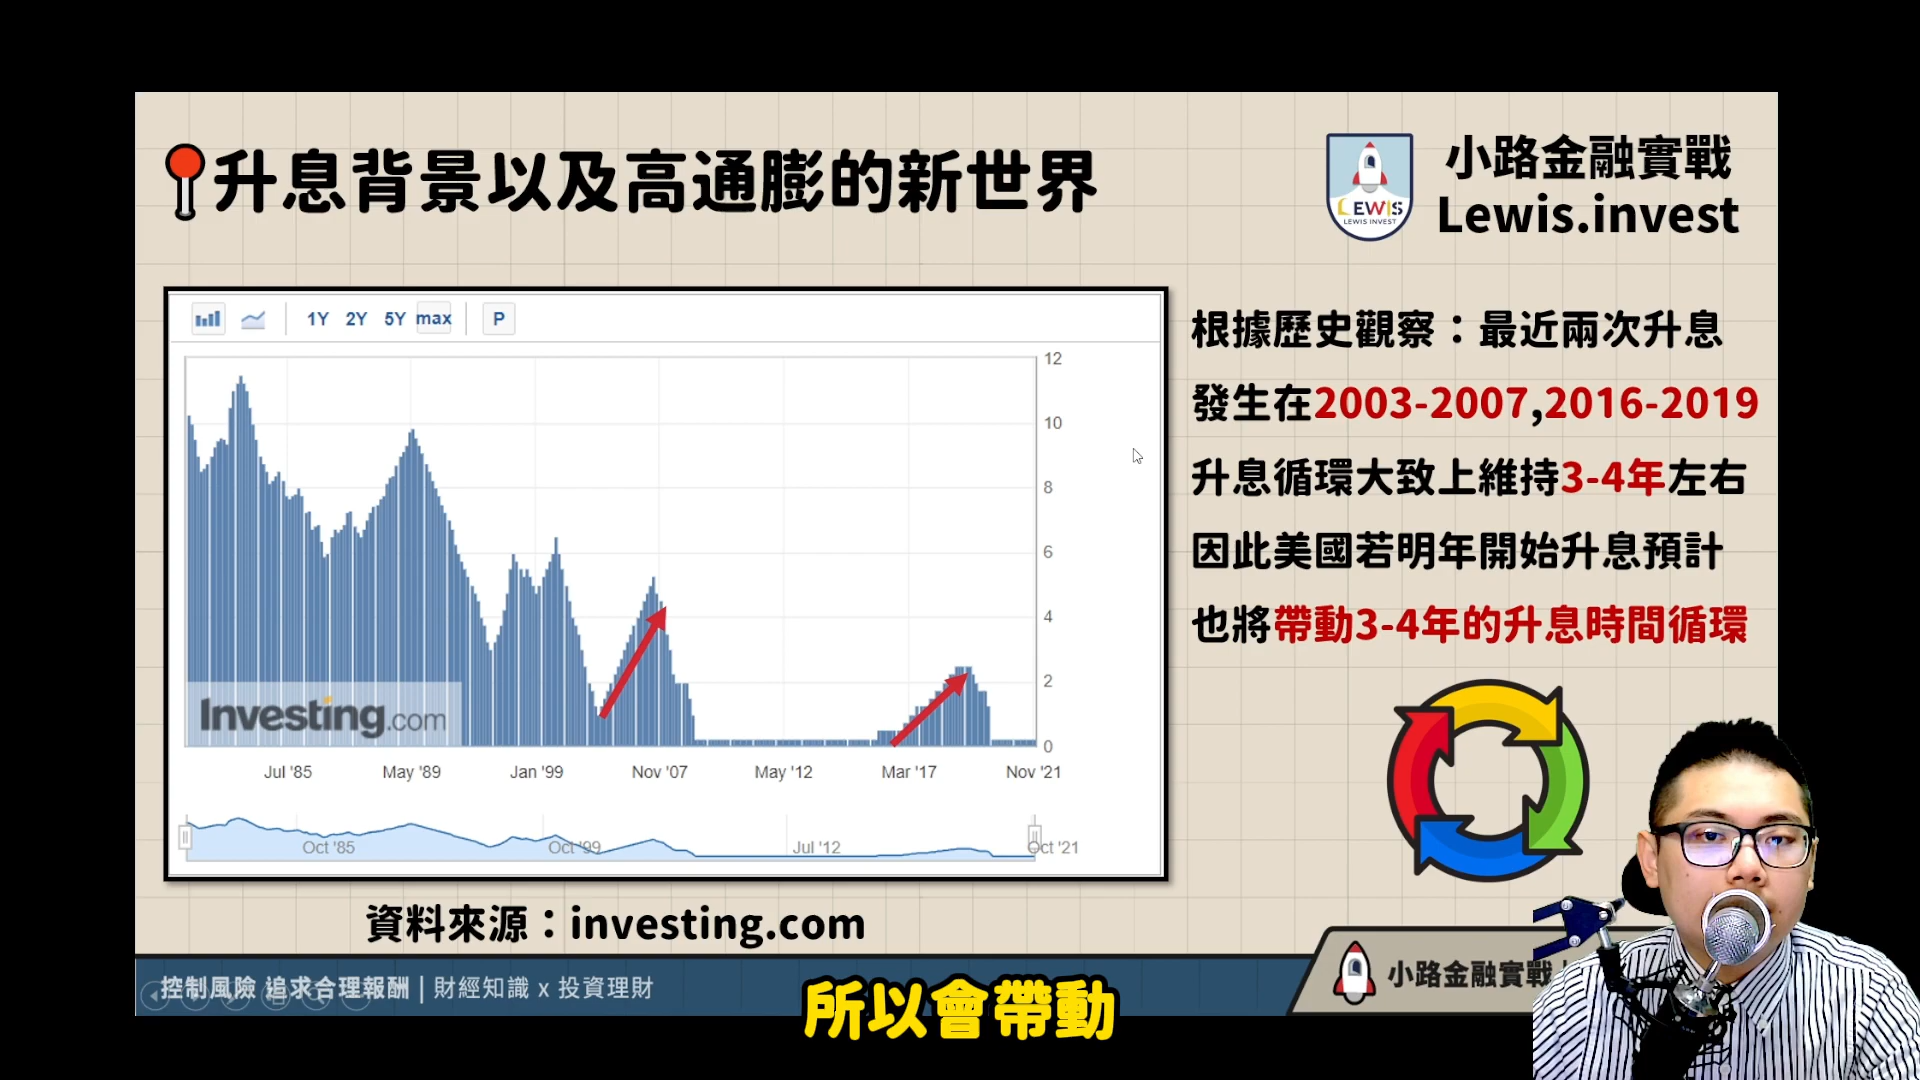 升息背景以及高通膨的新世界
小路金融實戰
Lewis.invest
LEWIS
LEWIS INVEST
1Y 2Y 5Y max P
12
10
8
6
4
2
0
Investing.com
Jul '85 May '89 Jan '99 Nov '07 May '12 Mar '17 Nov '21
Oct '85 Oct '99 Jul '12 Oct '21
根據歷史觀察：最近兩次升息
發生在2003-2007,2016-2019
升息循環大致上維持3-4年左右
因此美國若明年開始升息預計
也將帶動3-4年的升息時間循環
資料來源：investing.com
控制風險 追求合理報酬 | 財經知識 x 投資理財
小路金融實戰
所以會帶動